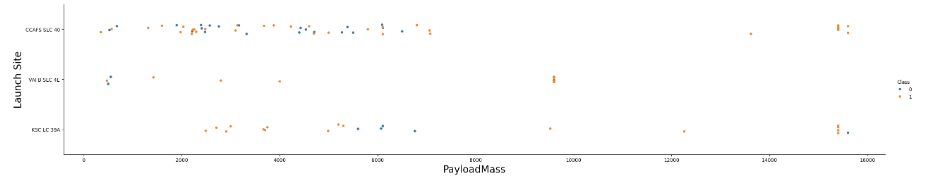 Launch Site
CCAFS SLC 40
VAFB SLC 4E
KSC LC 39A
0
2000
4000
6000
8000
10000
12000
14000
16000
PayloadMass
Class
0
1